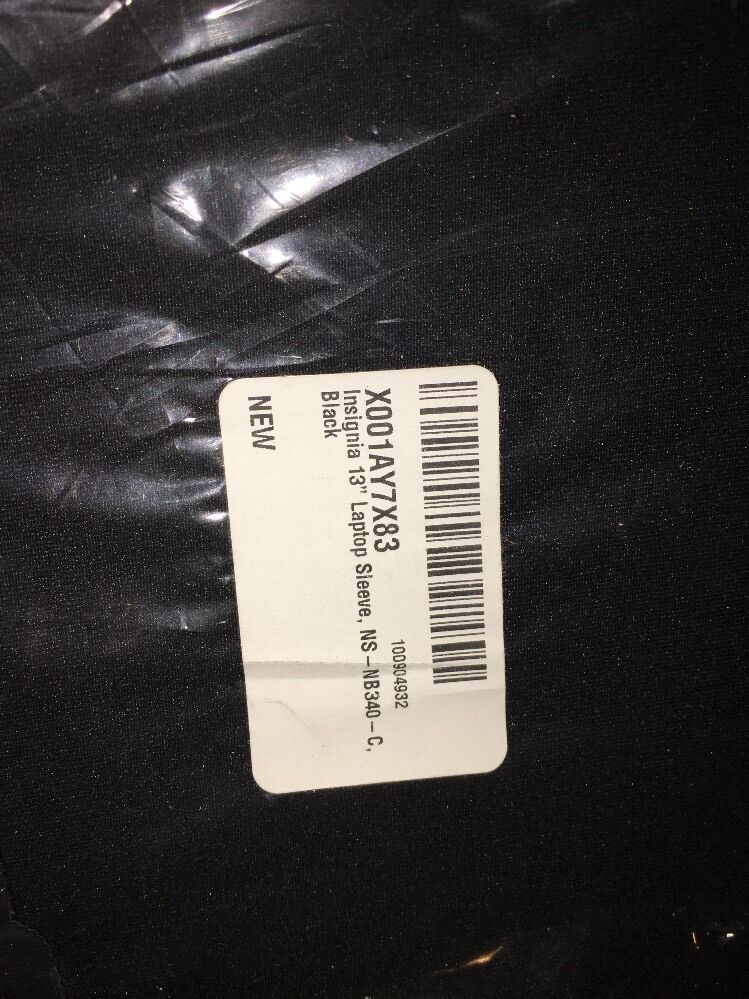 X001AY7X83
100904932
Insignia 13" Laptop Sleeve, NS-NB340-C,
Black
NEW